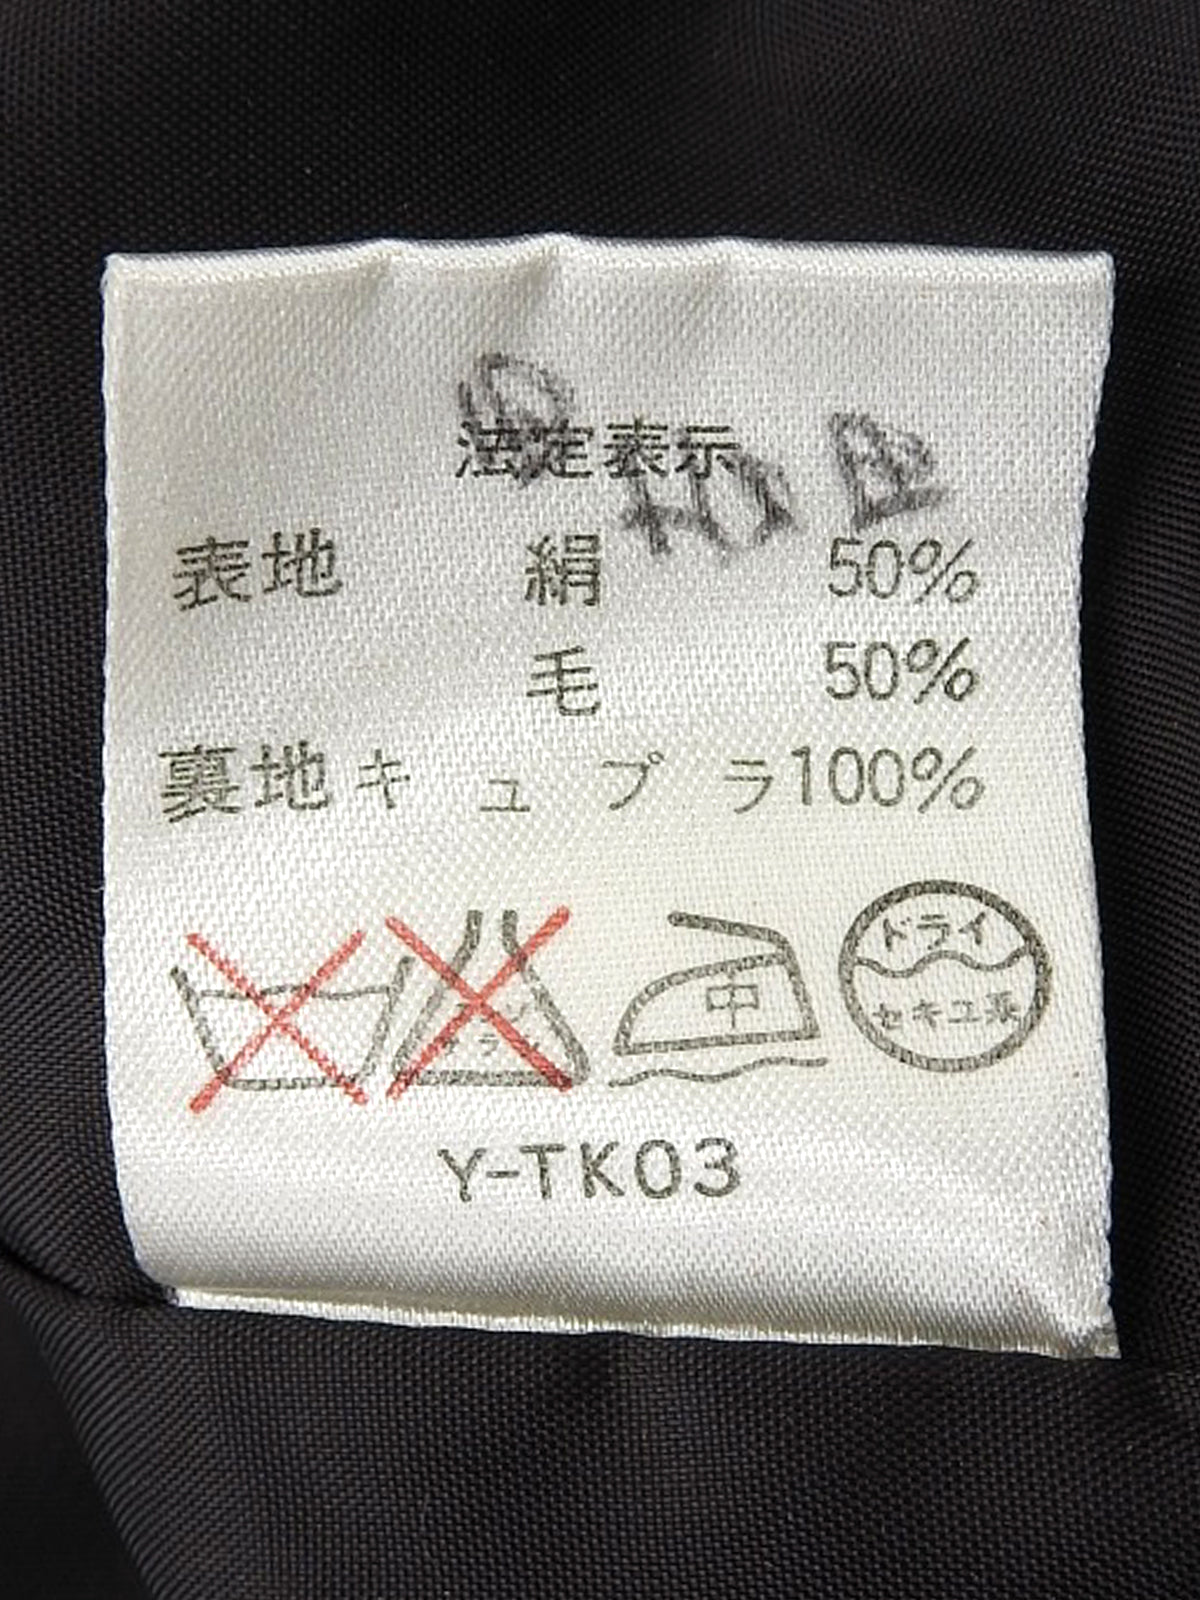 法定表示
表地 絹 50%
毛 50%
裏地キュプラ100%
中
ドライ
セキユ系
Y-TK03